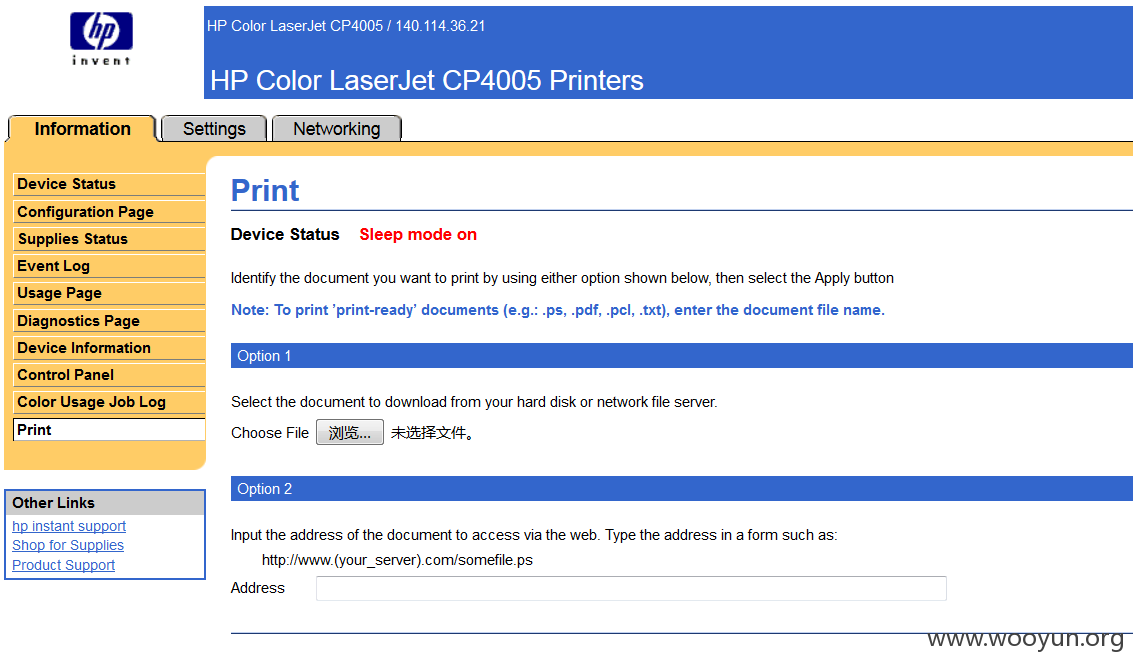 hp
invent
HP Color LaserJet CP4005 / 140.114.36.21
HP Color LaserJet CP4005 Printers
Information
Settings
Networking
Device Status
Configuration Page
Supplies Status
Event Log
Usage Page
Diagnostics Page
Device Information
Control Panel
Color Usage Job Log
Print
Other Links
hp instant support
Shop for Supplies
Product Support
Print
Device Status Sleep mode on
Identify the document you want to print by using either option shown below, then select the Apply button
Note: To print 'print-ready' documents (e.g.: .ps, .pdf, .pcl, .txt), enter the document file name.
Option 1
Select the document to download from your hard disk or network file server.
Choose File 浏览... 未选择文件。
Option 2
Input the address of the document to access via the web. Type the address in a form such as:
http://www.(your_server).com/somefile.ps
Address
www.wooyun.org